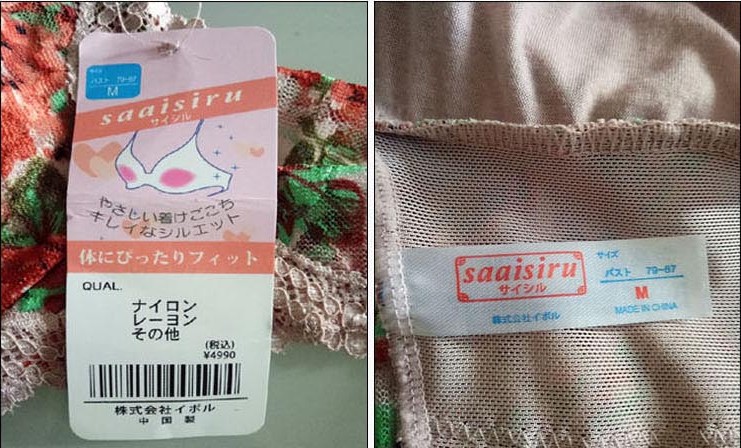 サイズ
バスト 79-87
M
saaisiru
サイシル
やさしい着けごこち
キレイなシルエット
体にぴったりフィット
QUAL.
ナイロン
レーヨン
その他
(税込)
¥4990
株式会社イボル
中国製
saaisiru
サイシル
サイズ
バスト 79-87
M
株式会社イボル
MADE IN CHINA